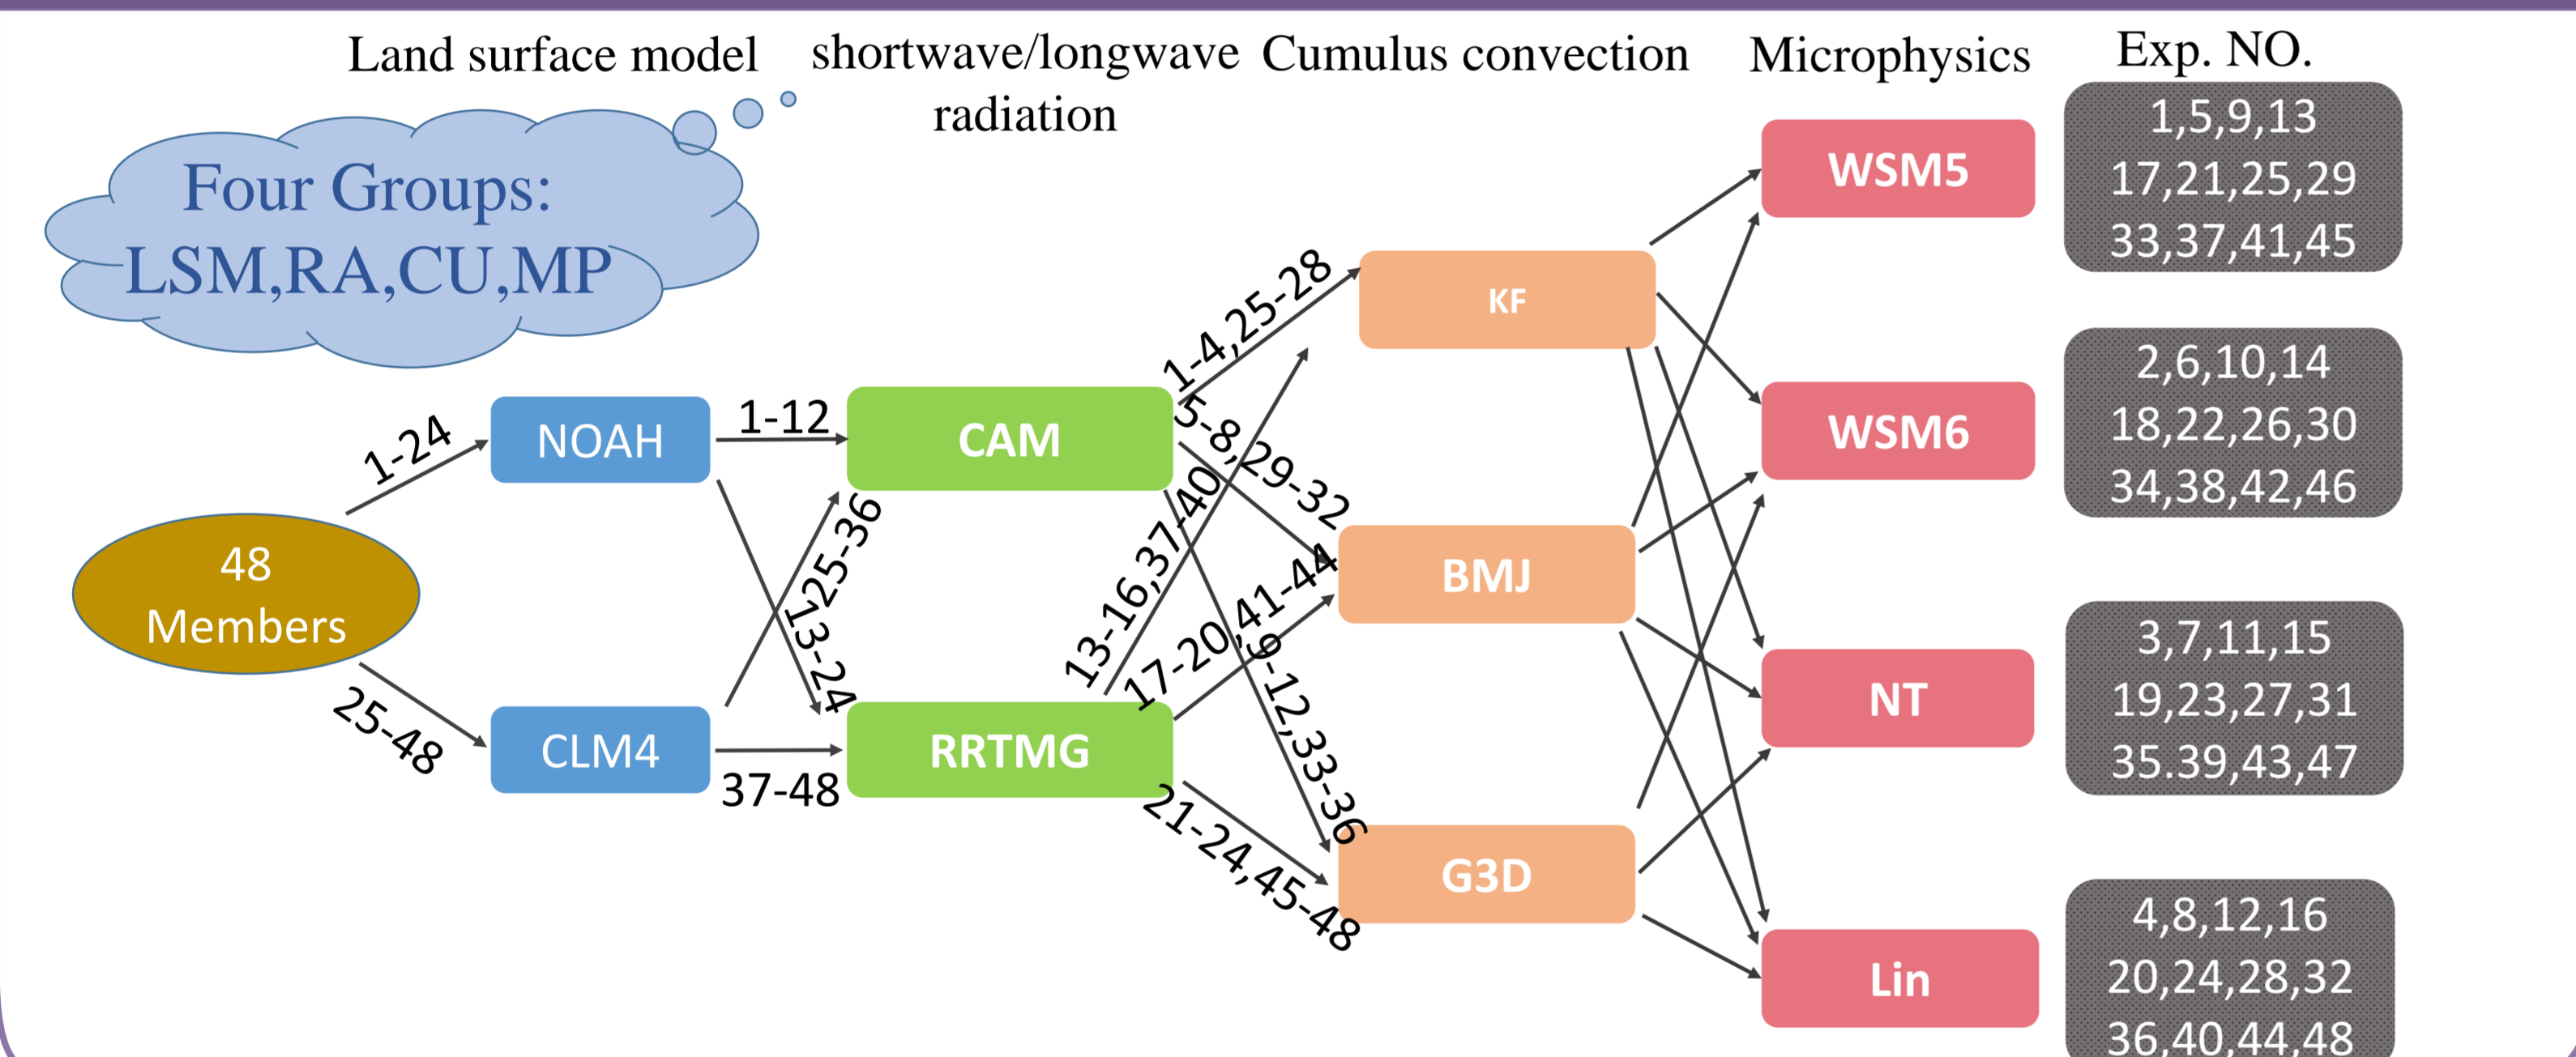 Land surface model
shortwave/longwave
radiation
Cumulus convection
Microphysics
Exp. NO.
Four Groups:
LSM,RA,CU,MP
48
Members
1-24
25-48
NOAH
CLM4
1-12
25-36
13-24
37-48
CAM
RRTMG
1-4,25-28
5-8,29-32
13-16,37-40
17-20,41-44
9-12,33-36
21-24,45-48
KF
BMJ
G3D
WSM5
WSM6
NT
Lin
1,5,9,13
17,21,25,29
33,37,41,45
2,6,10,14
18,22,26,30
34,38,42,46
3,7,11,15
19,23,27,31
35.39,43,47
4,8,12,16
20,24,28,32
36,40,44,48